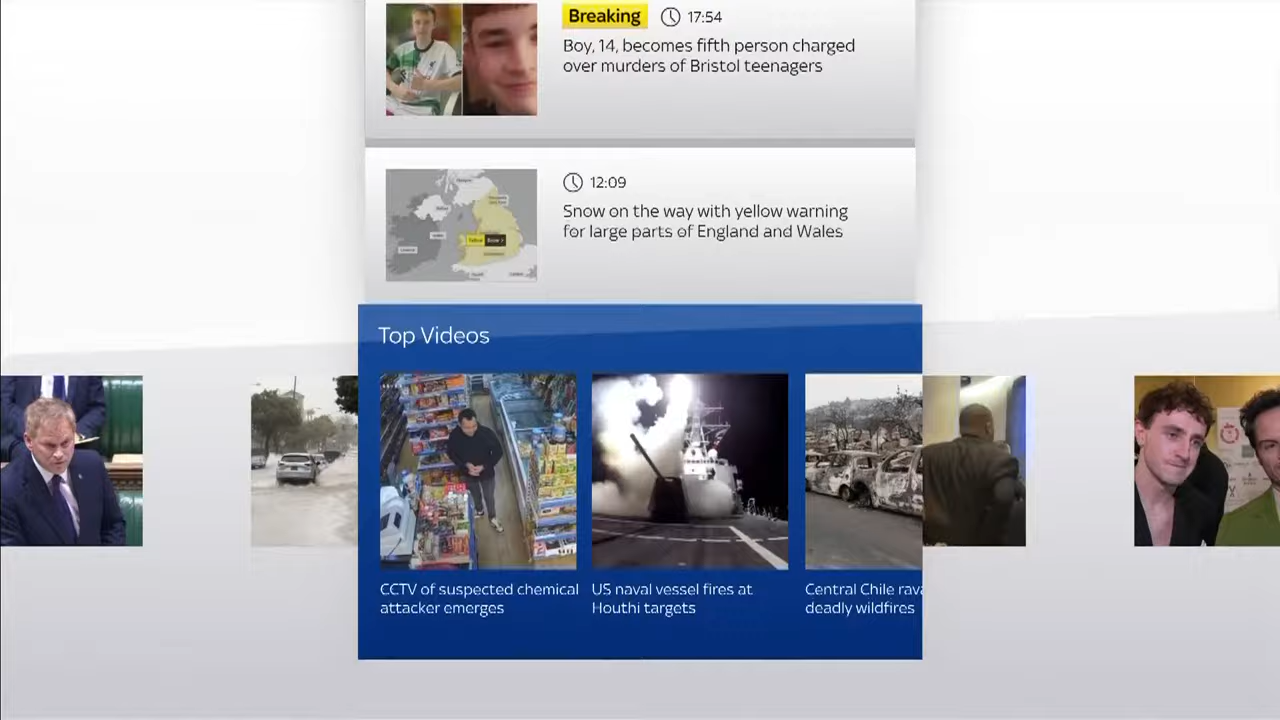 Breaking 17:54
Boy, 14, becomes fifth person charged
over murders of Bristol teenagers
12:09
Snow on the way with yellow warning
for large parts of England and Wales
Top Videos
CCTV of suspected chemical
attacker emerges
US naval vessel fires at
Houthi targets
Central Chile rava
deadly wildfires